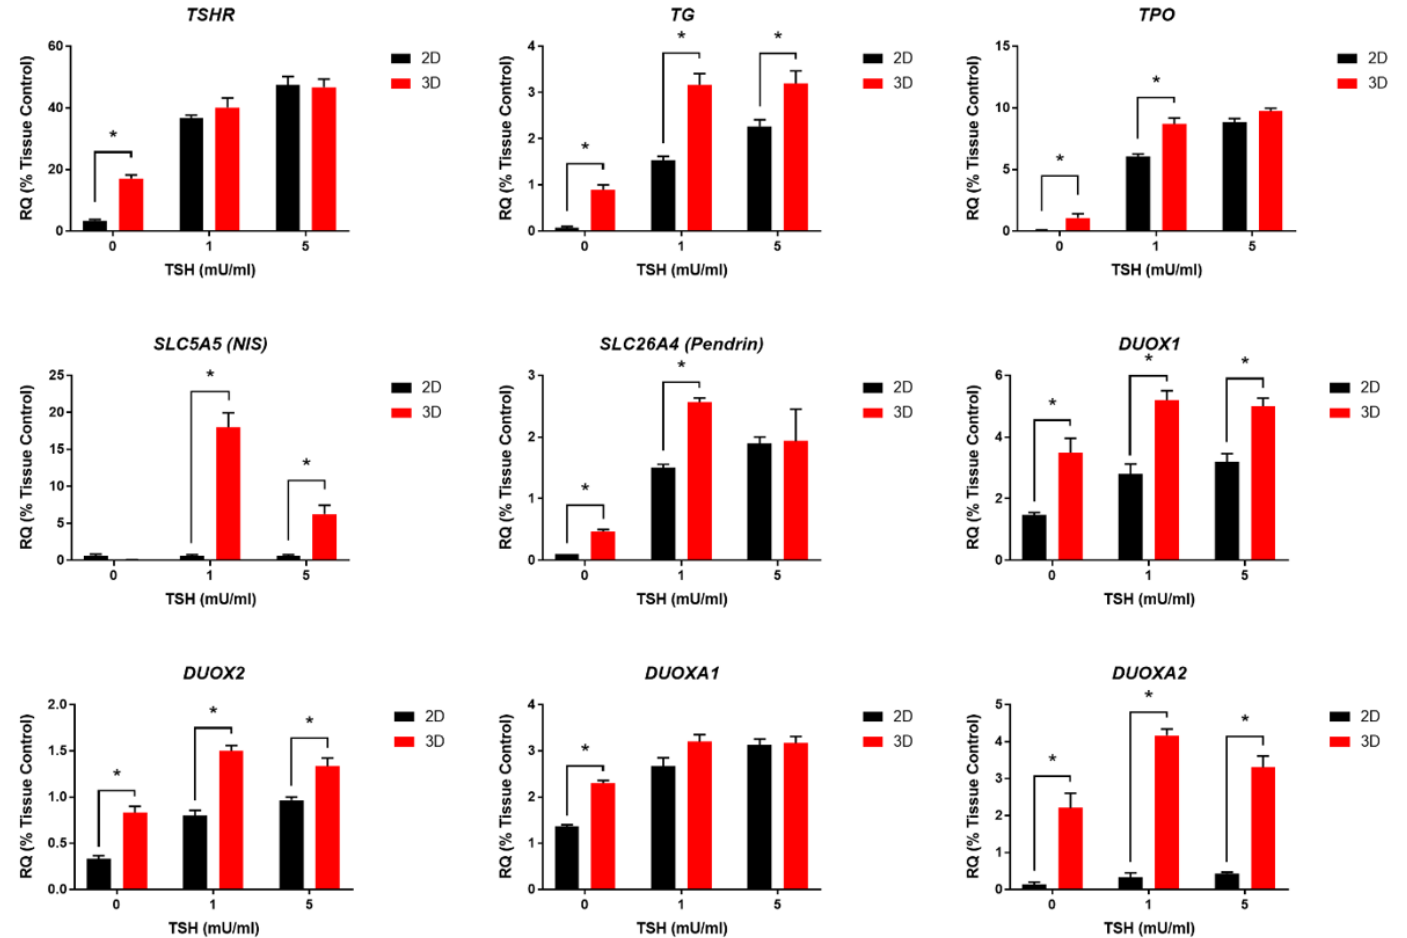 TSHR
RQ (% Tissue Control)
60
40
20
0
*
0 1 5
TSH (mU/ml)
2D
3D
TG
RQ (% Tissue Control)
4
3
2
1
0
* * *
0 1 5
TSH (mU/ml)
2D
3D
TPO
RQ (% Tissue Control)
15
10
5
0
* *
0 1 5
TSH (mU/ml)
2D
3D
SLC5A5 (NIS)
RQ (% Tissue Control)
25
20
15
10
5
0
* *
0 1 5
TSH (mU/ml)
2D
3D
SLC26A4 (Pendrin)
RQ (% Tissue Control)
3
2
1
0
* *
0 1 5
TSH (mU/ml)
2D
3D
DUOX1
RQ (% Tissue Control)
6
4
2
0
* * *
0 1 5
TSH (mU/ml)
2D
3D
DUOX2
RQ (% Tissue Control)
2.0
1.5
1.0
0.5
0.0
* * *
0 1 5
TSH (mU/ml)
2D
3D
DUOXA1
RQ (% Tissue Control)
4
3
2
1
0
*
0 1 5
TSH (mU/ml)
2D
3D
DUOXA2
RQ (% Tissue Control)
5
4
3
2
1
0
* * *
0 1 5
TSH (mU/ml)
2D
3D